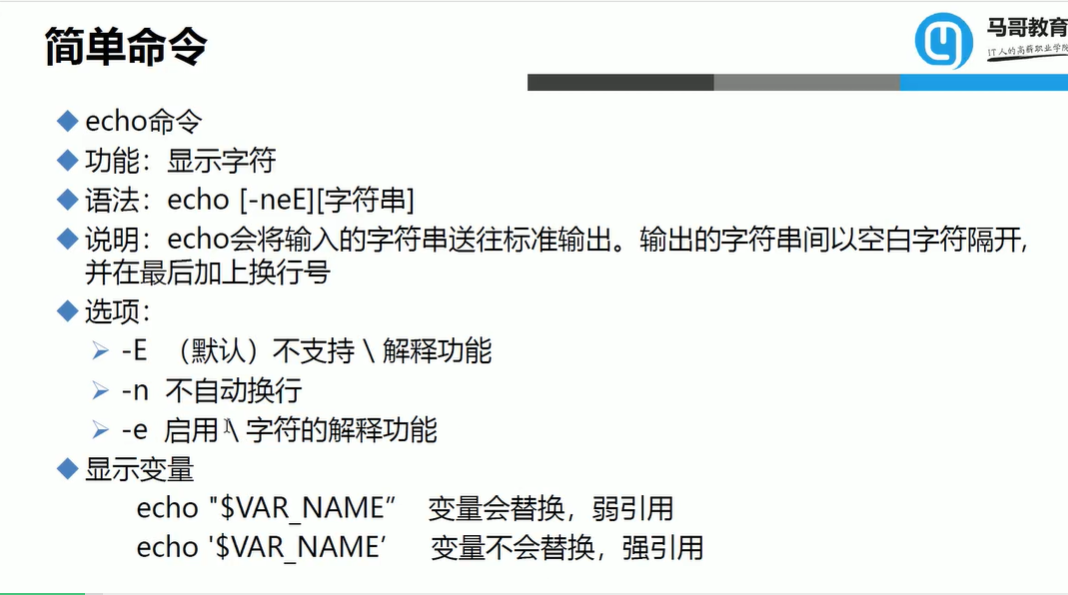 简单命令
马哥教育
IT人的高薪职业学院
echo命令
功能：显示字符
语法：echo [-neE][字符串]
说明：echo会将输入的字符串送往标准输出。输出的字符串间以空白字符隔开,
并在最后加上换行号
选项：
-E （默认）不支持 \ 解释功能
-n 不自动换行
-e 启用 \ 字符的解释功能
显示变量
echo "$VAR_NAME” 变量会替换，弱引用
echo '$VAR_NAME’ 变量不会替换，强引用